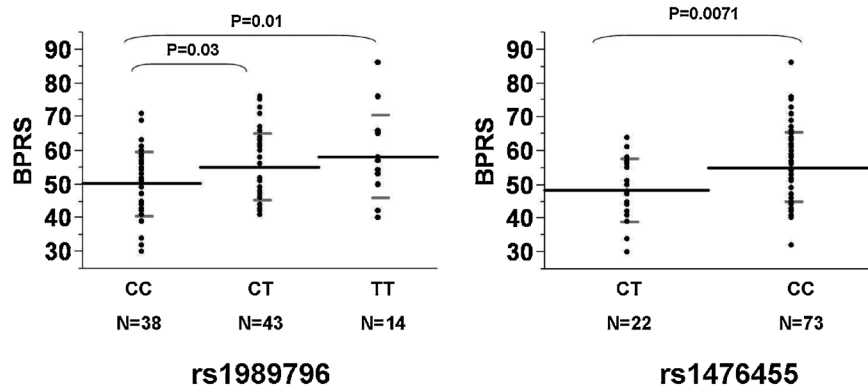 P=0.01
P=0.03
BPRS
90
80
70
60
50
40
30
CC CT TT
N=38 N=43 N=14
rs1989796
P=0.0071
BPRS
90
80
70
60
50
40
30
CT CC
N=22 N=73
rs1476455